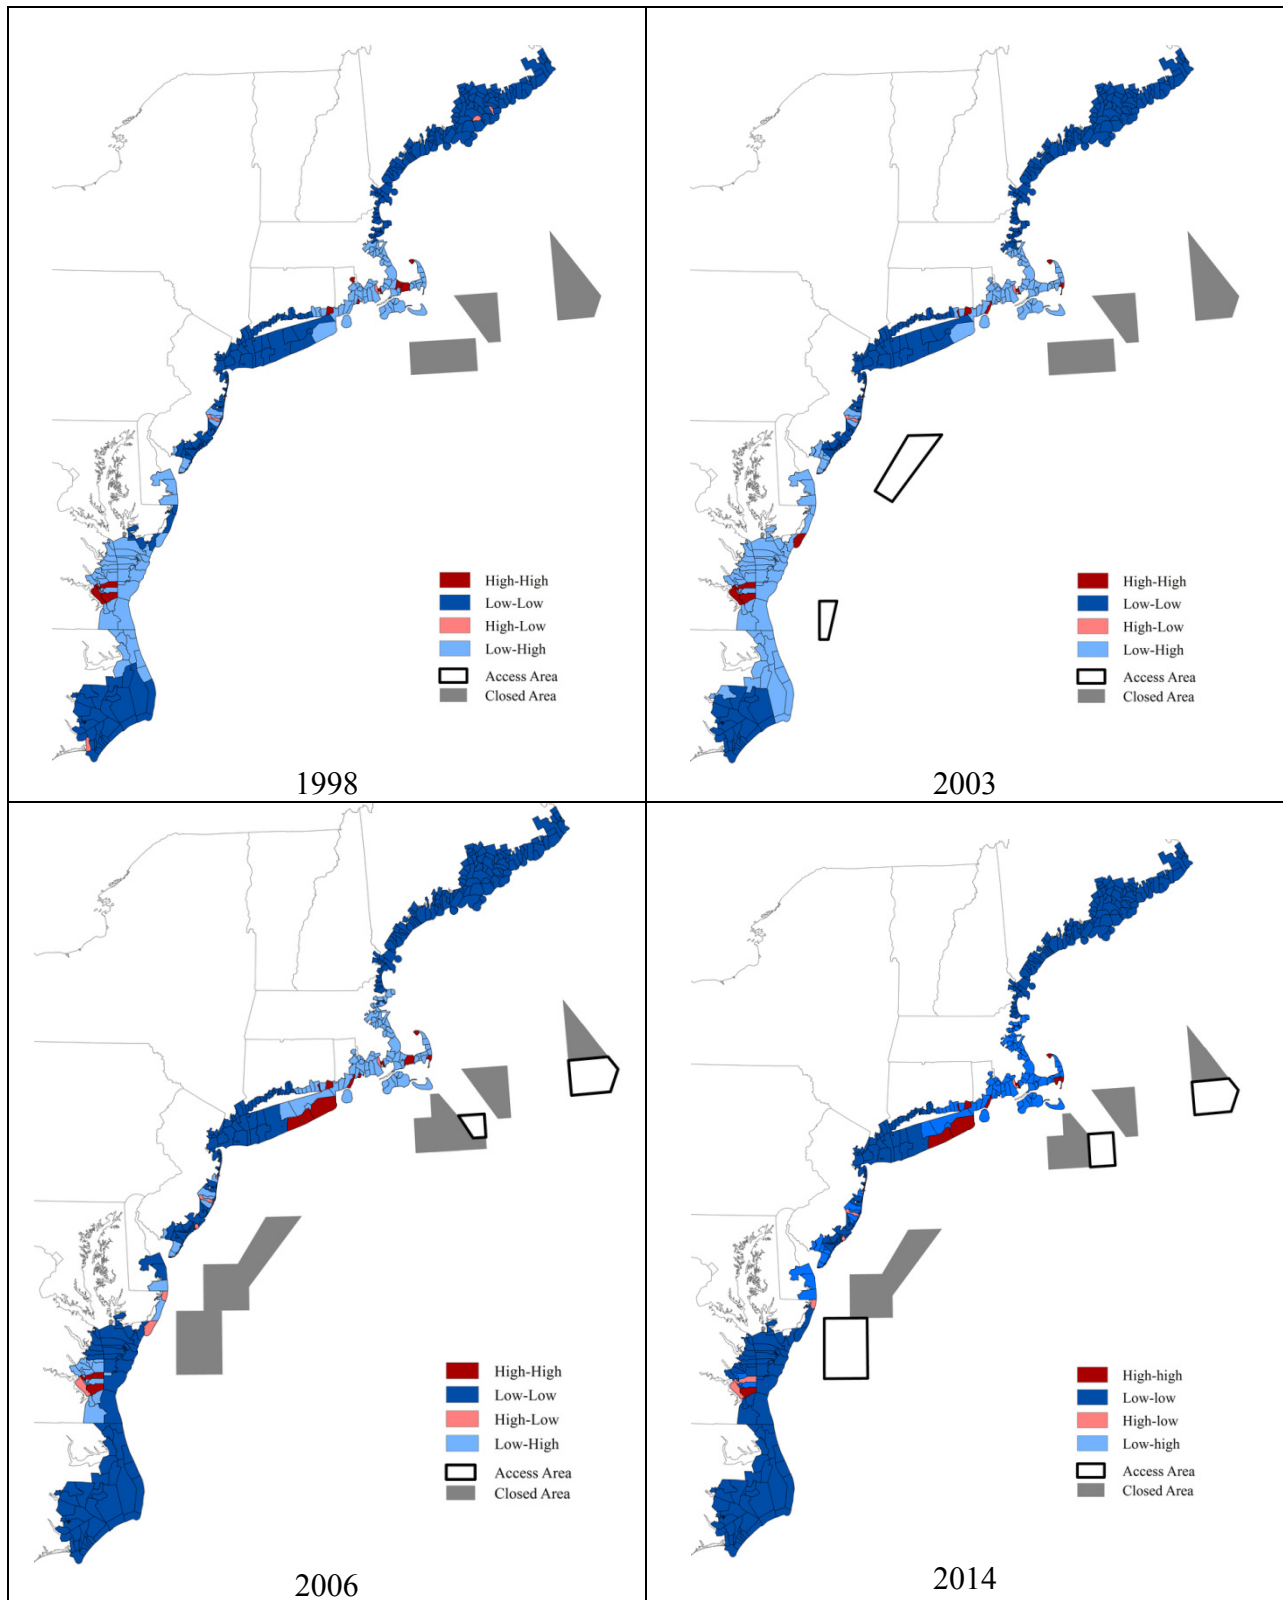 High-High
Low-Low
High-Low
Low-High
Access Area
Closed Area
1998
High-High
Low-Low
High-Low
Low-High
Access Area
Closed Area
2003
High-High
Low-Low
High-Low
Low-High
Access Area
Closed Area
2006
High-high
Low-low
High-low
Low-high
Access Area
Closed Area
2014